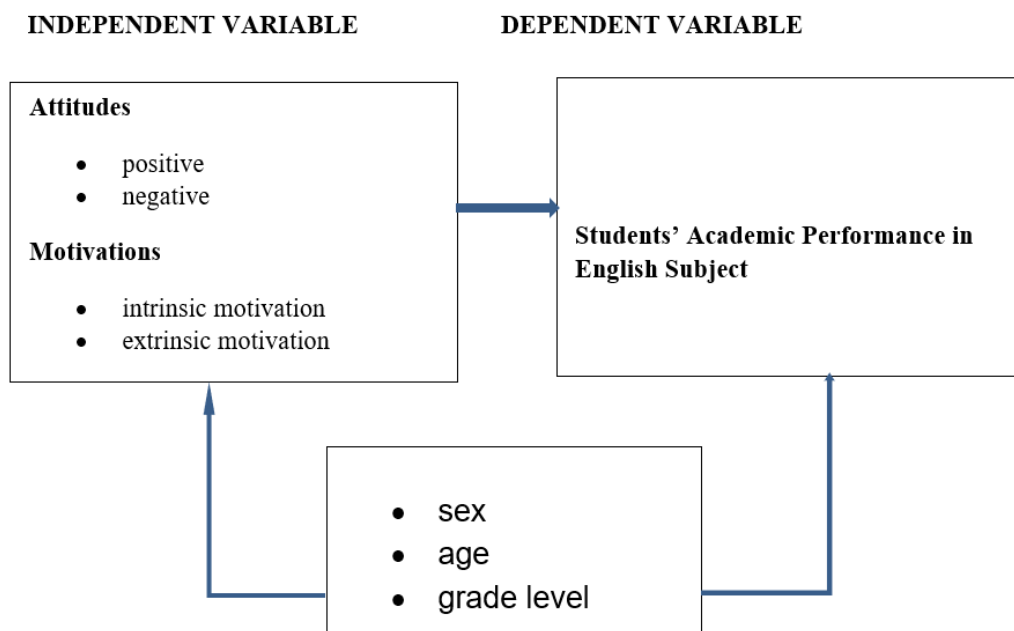 INDEPENDENT VARIABLE
DEPENDENT VARIABLE
Attitudes
• positive
• negative
Motivations
• intrinsic motivation
• extrinsic motivation
Students’ Academic Performance in
English Subject
• sex
• age
• grade level